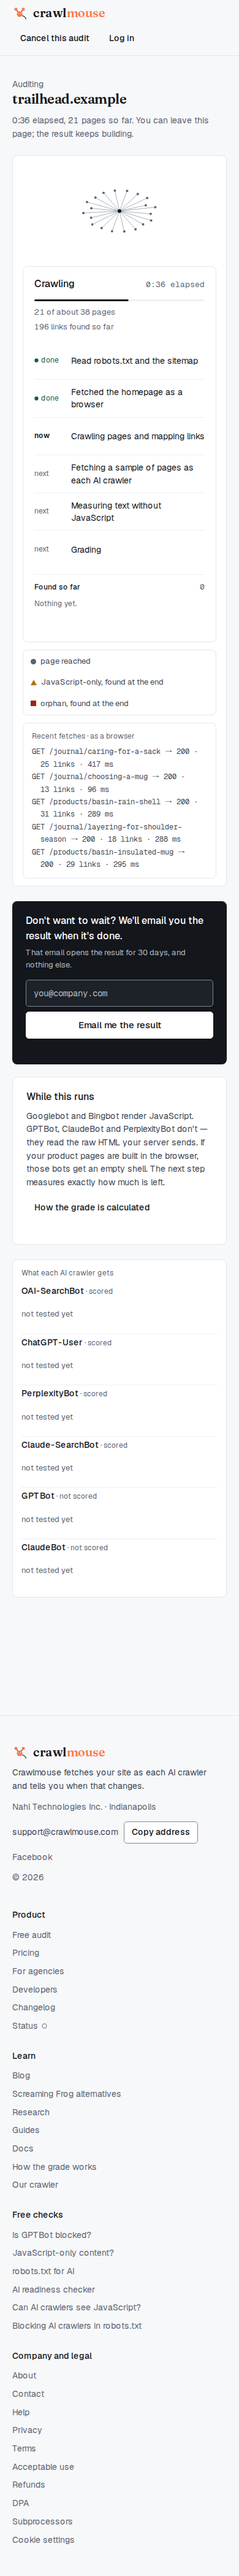 crawlmouse
Cancel this audit Log in
Auditing
trailhead.example
0:36 elapsed, 21 pages so far. You can leave this
page; the result keeps building.
Crawling 0:36 elapsed
21 of about 38 pages
196 links found so far
done Read robots.txt and the sitemap
done Fetched the homepage as a
browser
now Crawling pages and mapping links
next Fetching a sample of pages as
each AI crawler
next Measuring text without
JavaScript
next Grading
Found so far 0
Nothing yet.
page reached
JavaScript-only, found at the end
orphan, found at the end
Recent fetches · as a browser
GET /journal/caring-for-a-sack → 200 ·
25 links · 417 ms
GET /journal/choosing-a-mug → 200 ·
13 links · 96 ms
GET /products/basin-rain-shell → 200 ·
31 links · 289 ms
GET /journal/layering-for-shoulder-
season → 200 · 18 links · 288 ms
GET /products/basin-insulated-mug →
200 · 29 links · 295 ms
Don't want to wait? We'll email you the
result when it's done.
That email opens the result for 30 days, and
nothing else.
you@company.com
Email me the result
While this runs
Googlebot and Bingbot render JavaScript.
GPTBot, ClaudeBot and PerplexityBot don't —
they read the raw HTML your server sends. If
your product pages are built in the browser,
those bots get an empty shell. The next step
measures exactly how much is left.
How the grade is calculated
What each AI crawler gets
OAI-SearchBot · scored
not tested yet
ChatGPT-User · scored
not tested yet
PerplexityBot · scored
not tested yet
Claude-SearchBot · scored
not tested yet
GPTBot · not scored
not tested yet
ClaudeBot · not scored
not tested yet
crawlmouse
Crawlmouse fetches your site as each AI crawler
and tells you when that changes.
Nahl Technologies Inc. · Indianapolis
support@crawlmouse.com Copy address
Facebook
© 2026
Product
Free audit
Pricing
For agencies
Developers
Changelog
Status
Learn
Blog
Screaming Frog alternatives
Research
Guides
Docs
How the grade works
Our crawler
Free checks
Is GPTBot blocked?
JavaScript-only content?
robots.txt for AI
AI readiness checker
Can AI crawlers see JavaScript?
Blocking AI crawlers in robots.txt
Company and legal
About
Contact
Help
Privacy
Terms
Acceptable use
Refunds
DPA
Subprocessors
Cookie settings